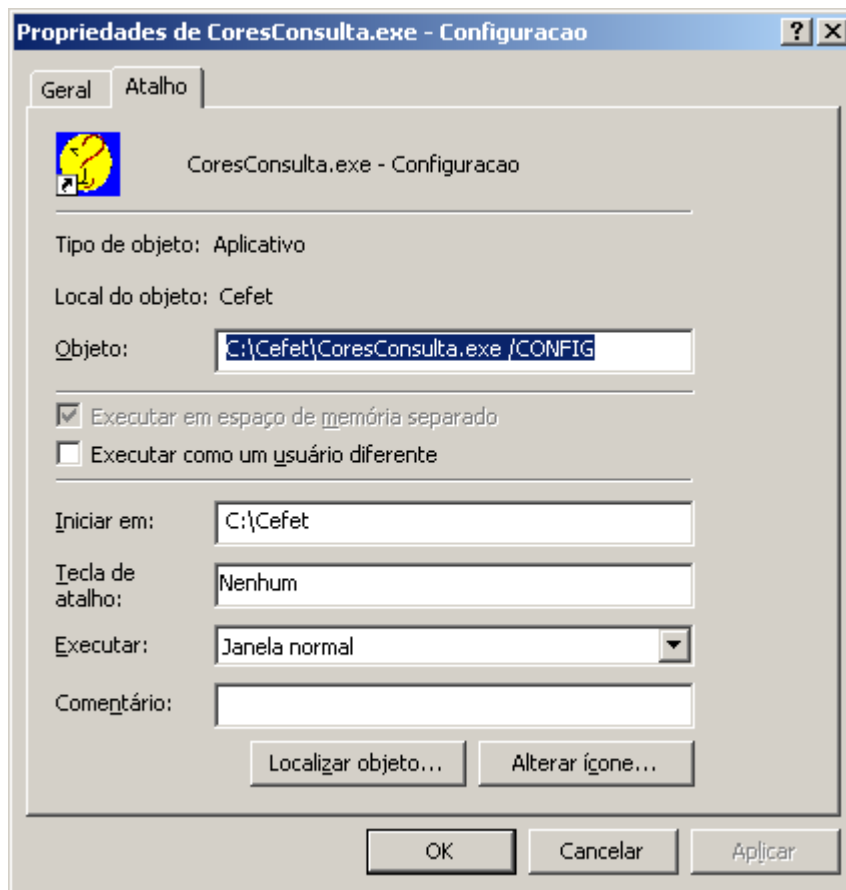 Propriedades de CoresConsulta.exe - Configuracao
Geral
Atalho
CoresConsulta.exe - Configuracao
Tipo de objeto: Aplicativo
Local do objeto: Cefet
Objeto: C:\Cefet\CoresConsulta.exe /CONFIG
Executar em espaço de memória separado
Executar como um usuário diferente
Iniciar em: C:\Cefet
Tecla de
atalho: Nenhum
Executar: Janela normal
Comentário:
Localizar objeto... Alterar ícone...
OK Cancelar Aplicar